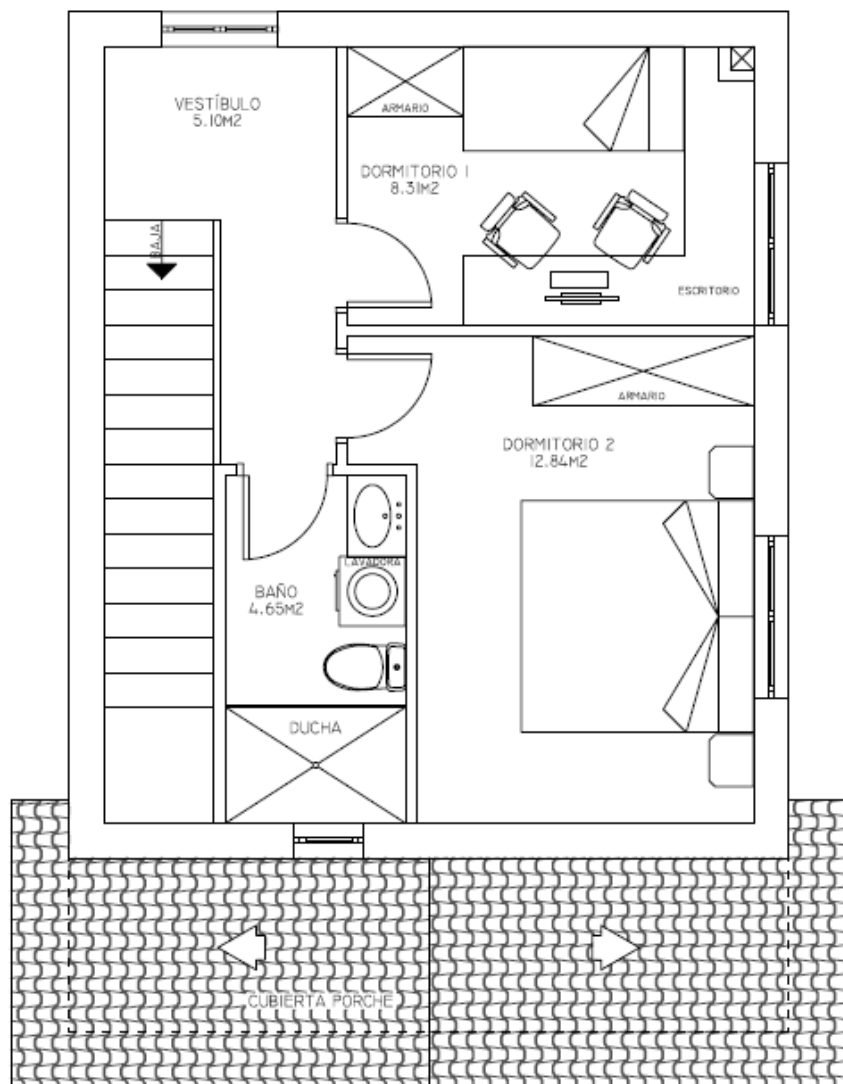 VESTÍBULO
5.10M2
ARMARIO
DORMITORIO 1
8.31M2
BAJA
ESCRITORIO
ARMARIO
DORMITORIO 2
12.84M2
LAVADORA
BAÑO
4.65M2
DUCHA
CUBIERTA PORCHE